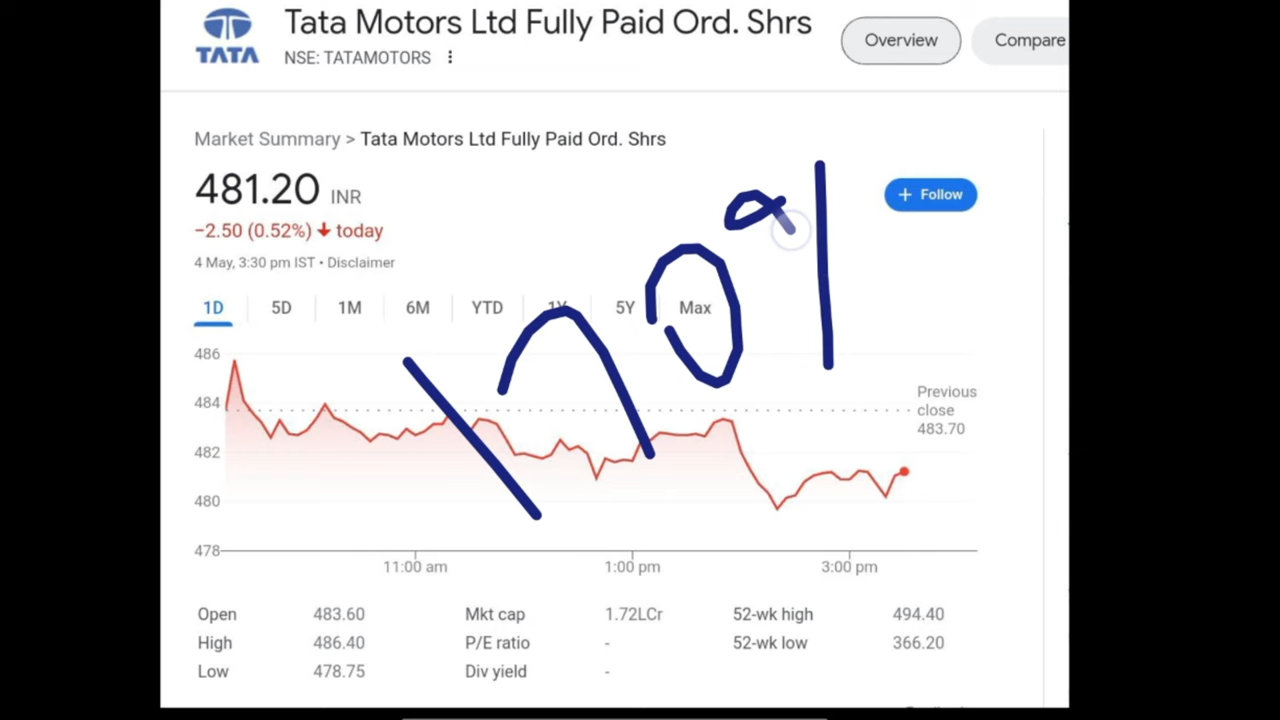 TATA
Tata Motors Ltd Fully Paid Ord. Shrs
NSE: TATAMOTORS
Overview
Compare
Market Summary > Tata Motors Ltd Fully Paid Ord. Shrs
481.20 INR
+ Follow
−2.50 (0.52%) ↓ today
4 May, 3:30 pm IST • Disclaimer
1D 5D 1M 6M YTD 1Y 5Y Max
486
484
482
480
478
Previous
close
483.70
11:00 am 1:00 pm 3:00 pm
Open 483.60 Mkt cap 1.72LCr 52-wk high 494.40
High 486.40 P/E ratio - 52-wk low 366.20
Low 478.75 Div yield -